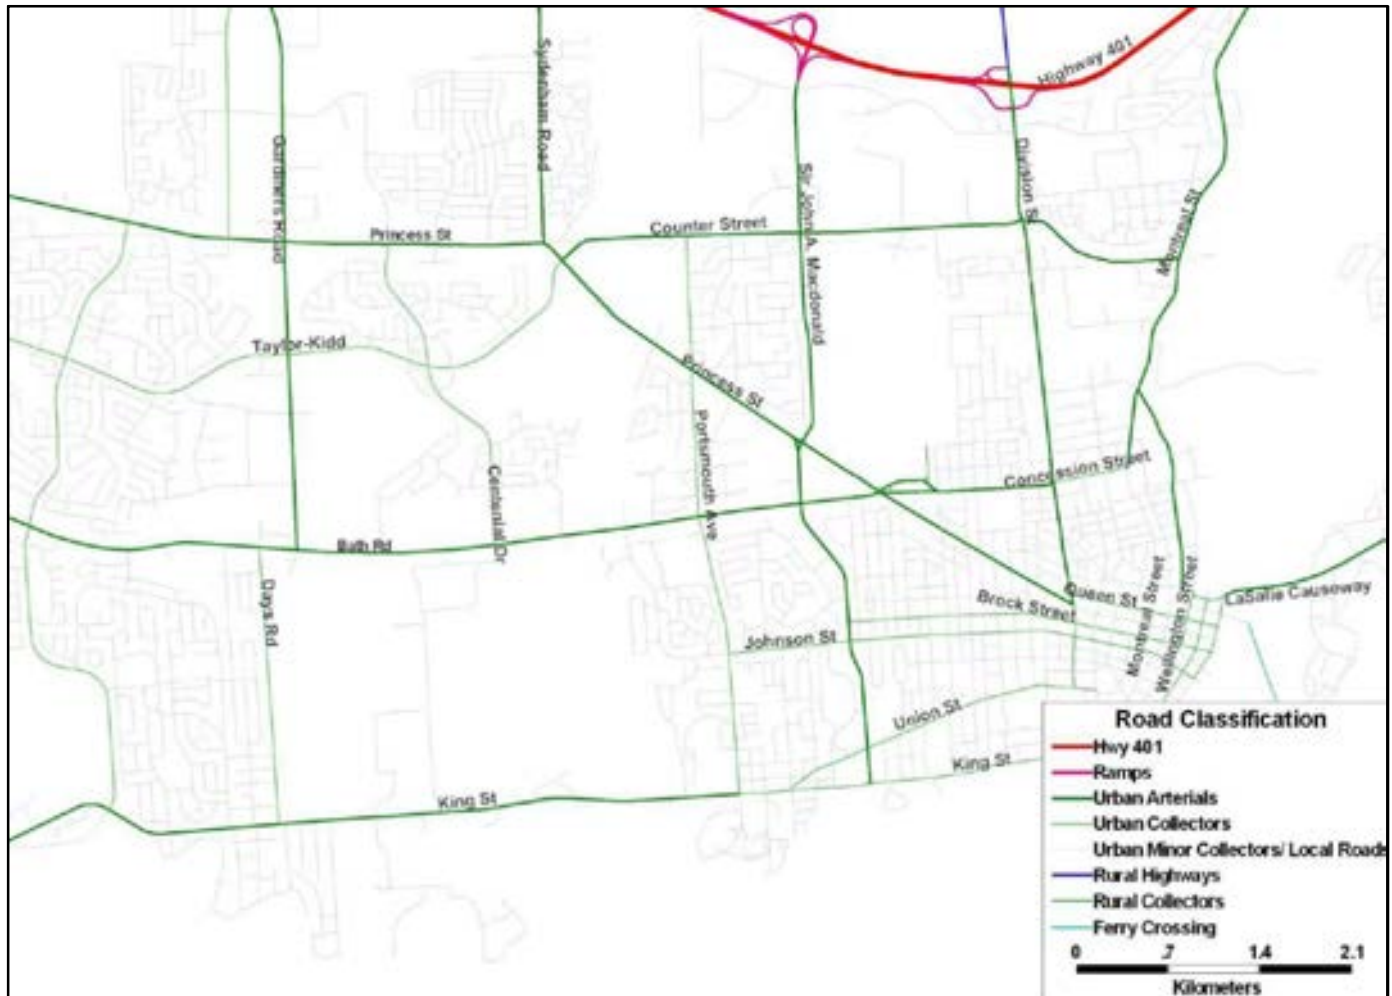 Highway 401
Sydenham Road
Gardiners Road
Division St
Sir John A. Macdonald
Montreal St
Counter Street
Princess St
Taylor-Kidd
Princess St
Portsmouth Ave
Centennial Dr
Concession Street
Bath Rd
Days Rd
Queen St
Brock Street
Montreal Street
Wellington Street
LaSalle Causeway
Johnson St
Union St
King St
King St
Road Classification
Hwy 401
Ramps
Urban Arterials
Urban Collectors
Urban Minor Collectors/ Local Roads
Rural Highways
Rural Collectors
Ferry Crossing
0 .7 1.4 2.1
Kilometers